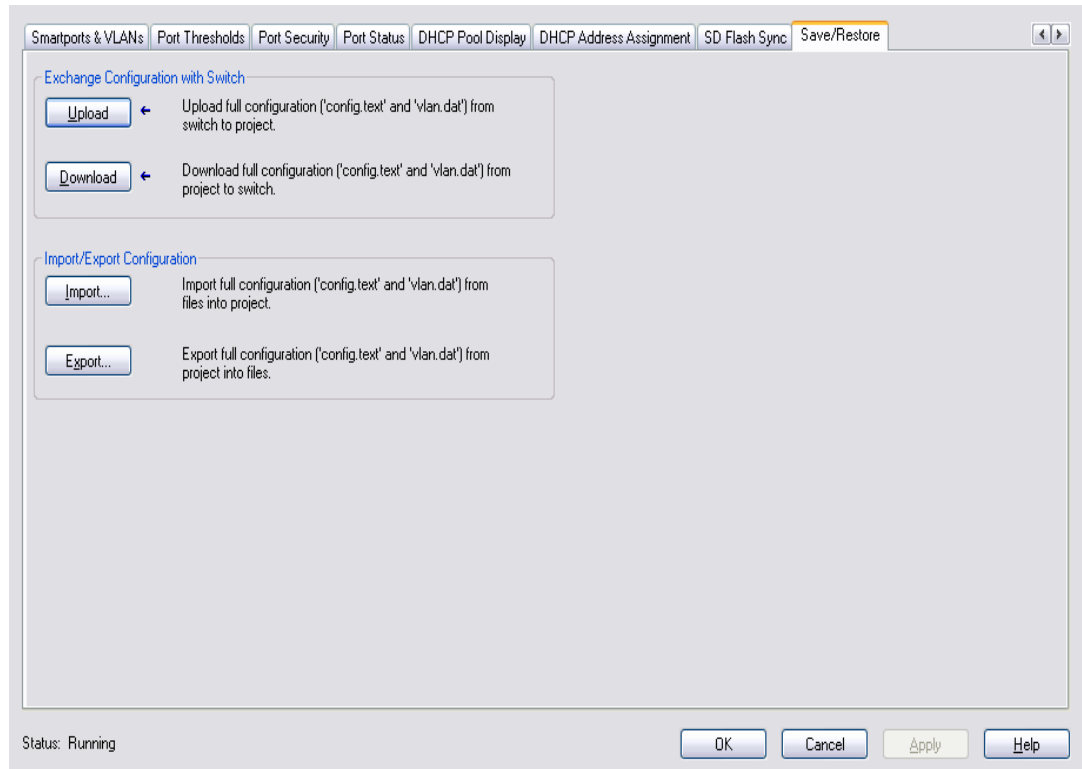 Smartports & VLANs Port Thresholds Port Security Port Status DHCP Pool Display DHCP Address Assignment SD Flash Sync Save/Restore
Exchange Configuration with Switch
Upload
Upload full configuration ('config.text' and 'vlan.dat') from
switch to project.
Download
Download full configuration ('config.text' and 'vlan.dat') from
project to switch.
Import/Export Configuration
Import...
Import full configuration ('config.text' and 'vlan.dat') from
files into project.
Export...
Export full configuration ('config.text' and 'vlan.dat') from
project into files.
Status: Running
OK Cancel Apply Help